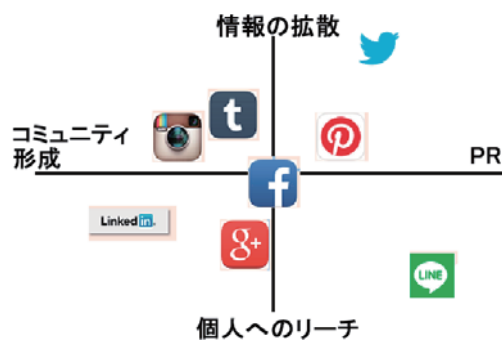 情報の拡散
t
コミュニティ
形成
PR
f
Linked in.
g+
LINE
個人へのリーチ